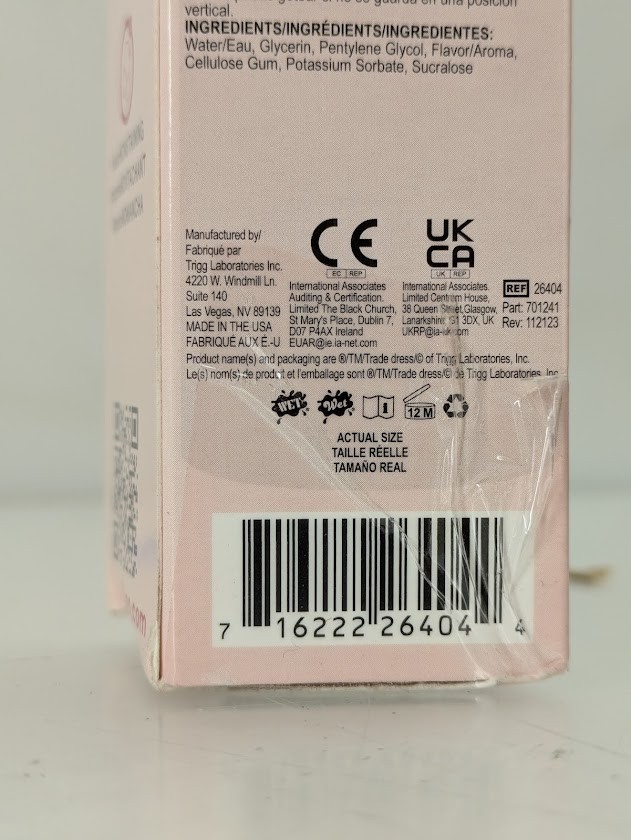 vertical.
INGREDIENTS/INGRÉDIENTS/INGREDIENTES:
Water/Eau, Glycerin, Pentylene Glycol, Flavor/Aroma,
Cellulose Gum, Potassium Sorbate, Sucralose
Manufactured by/
Fabriqué par
Trigg Laboratories Inc.
4220 W. Windmill Ln.
Suite 140
Las Vegas, NV 89139
MADE IN THE USA
FABRIQUÉ AUX É.-U
CE
EC REP
International Associates
Auditing & Certification.
Limited The Black Church,
St Mary's Place, Dublin 7,
D07 P4AX Ireland
EUAR@ie.ia-net.com
UK
CA
UK REP
International Associates.
Limited Centrum House,
38 Queen Street, Glasgow,
Lanarkshire G1 3DX, UK
UKRP@ia-uk.com
REF 26404
Part: 701241
Rev: 112123
Product name(s) and packaging are ®/TM/Trade dress/© of Trigg Laboratories, Inc.
Le(s) nom(s) de produit et l'emballage sont ®/TM/Trade dress/© de Trigg Laboratories, Inc
WET Wet i 12 M
ACTUAL SIZE
TAILLE RÉELLE
TAMAÑO REAL
7 16222 26404 4